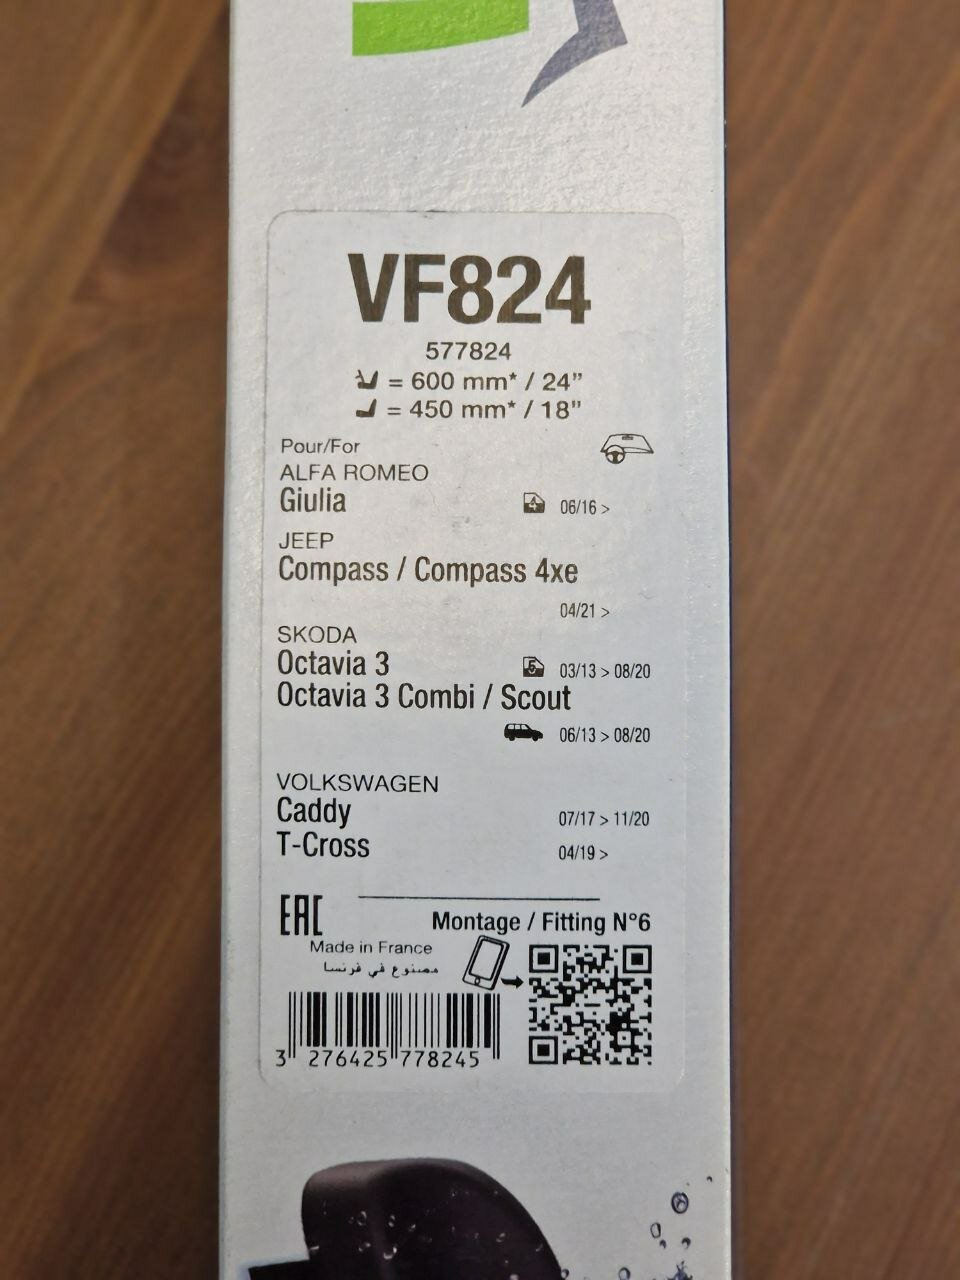 VF824
577824
= 600 mm* / 24"
= 450 mm* / 18"
Pour/For
ALFA ROMEO
Giulia 4 06/16 >
JEEP
Compass / Compass 4xe
04/21 >
SKODA
Octavia 3 5 03/13 > 08/20
Octavia 3 Combi / Scout
06/13 > 08/20
VOLKSWAGEN
Caddy 07/17 > 11/20
T-Cross 04/19 >
EAC Montage / Fitting N°6
Made in France
مصنوع في فرنسا
3 276425 778245